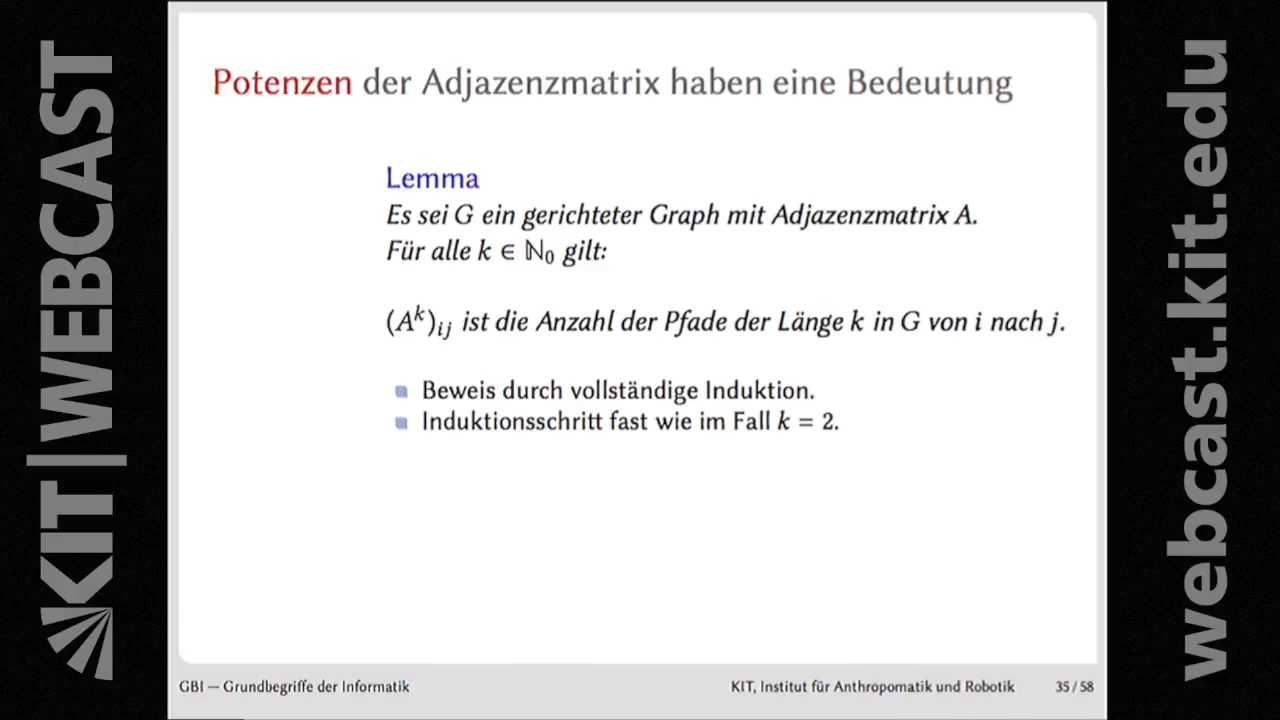 KIT|WEBCAST
Potenzen der Adjazenzmatrix haben eine Bedeutung
Lemma
Es sei G ein gerichteter Graph mit Adjazenzmatrix A.
Für alle k ∈ ℕ₀ gilt:
(Aᵏ)ᵢⱼ ist die Anzahl der Pfade der Länge k in G von i nach j.
Beweis durch vollständige Induktion.
Induktionsschritt fast wie im Fall k = 2.
GBI — Grundbegriffe der Informatik
KIT, Institut für Anthropomatik und Robotik
35 / 58
webcast.kit.edu